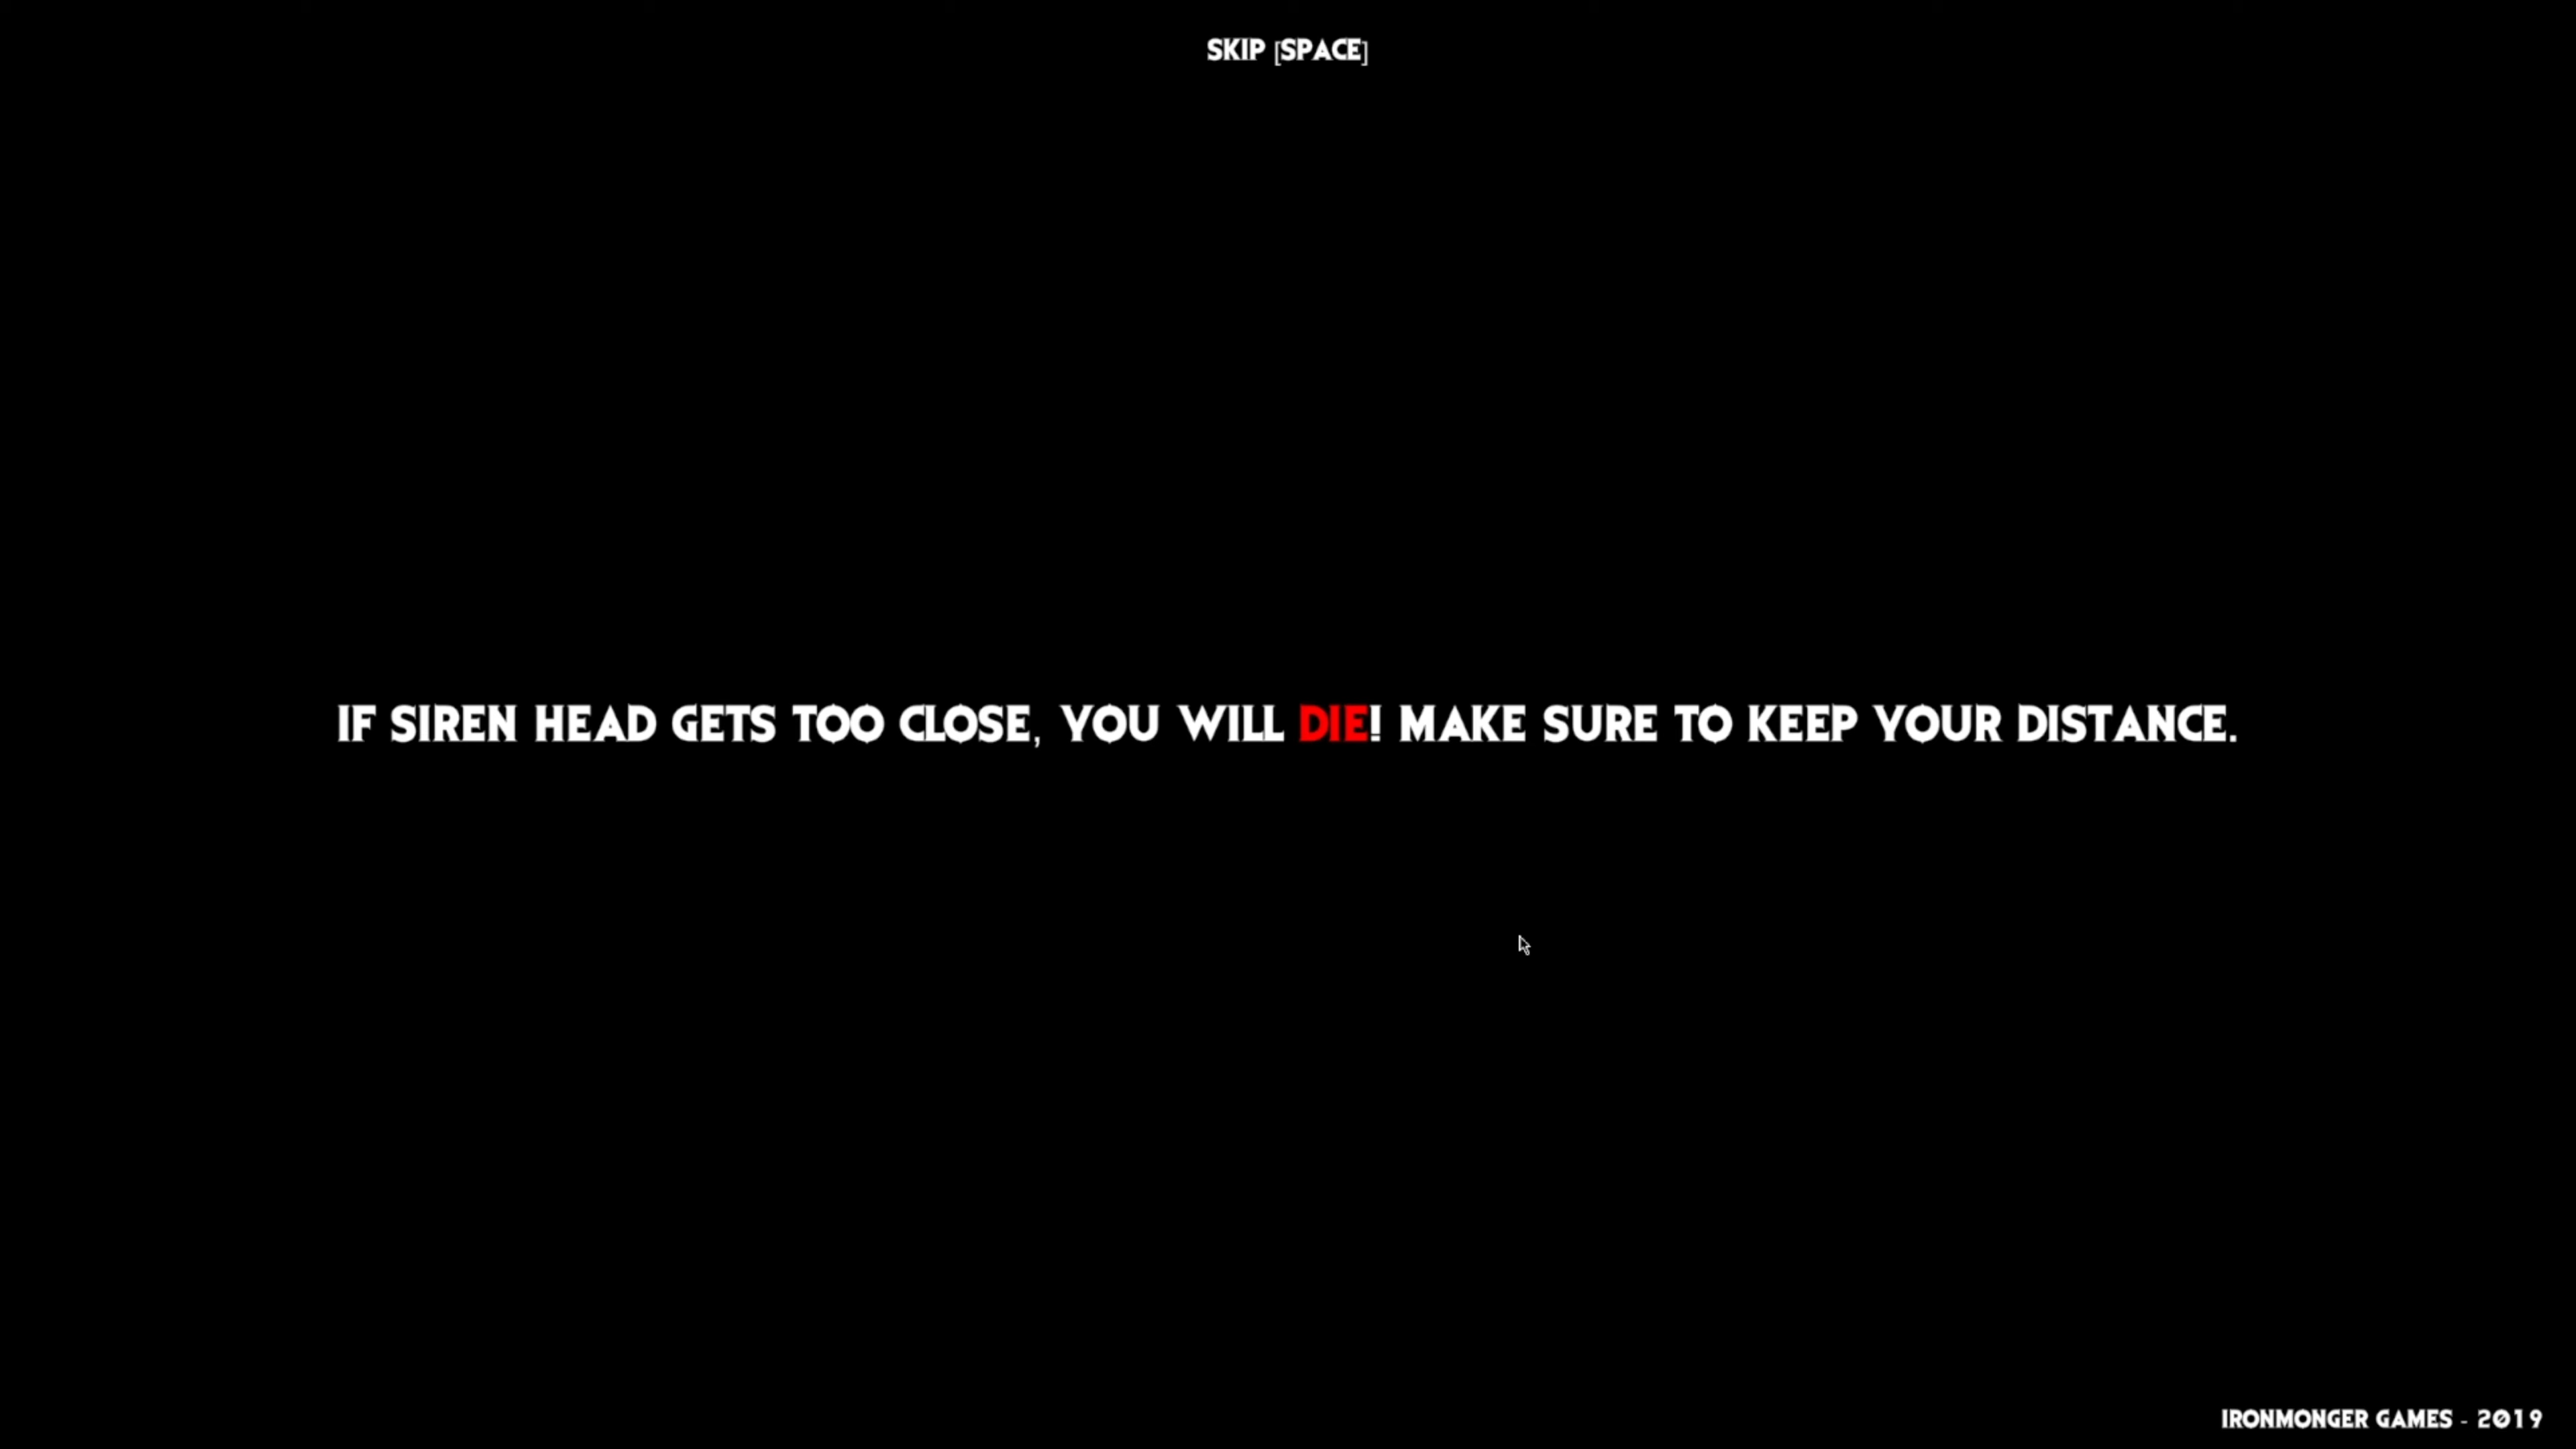 SKIP [SPACE]
IF SIREN HEAD GETS TOO CLOSE, YOU WILL DIE! MAKE SURE TO KEEP YOUR DISTANCE.
IRONMONGER GAMES - 2019